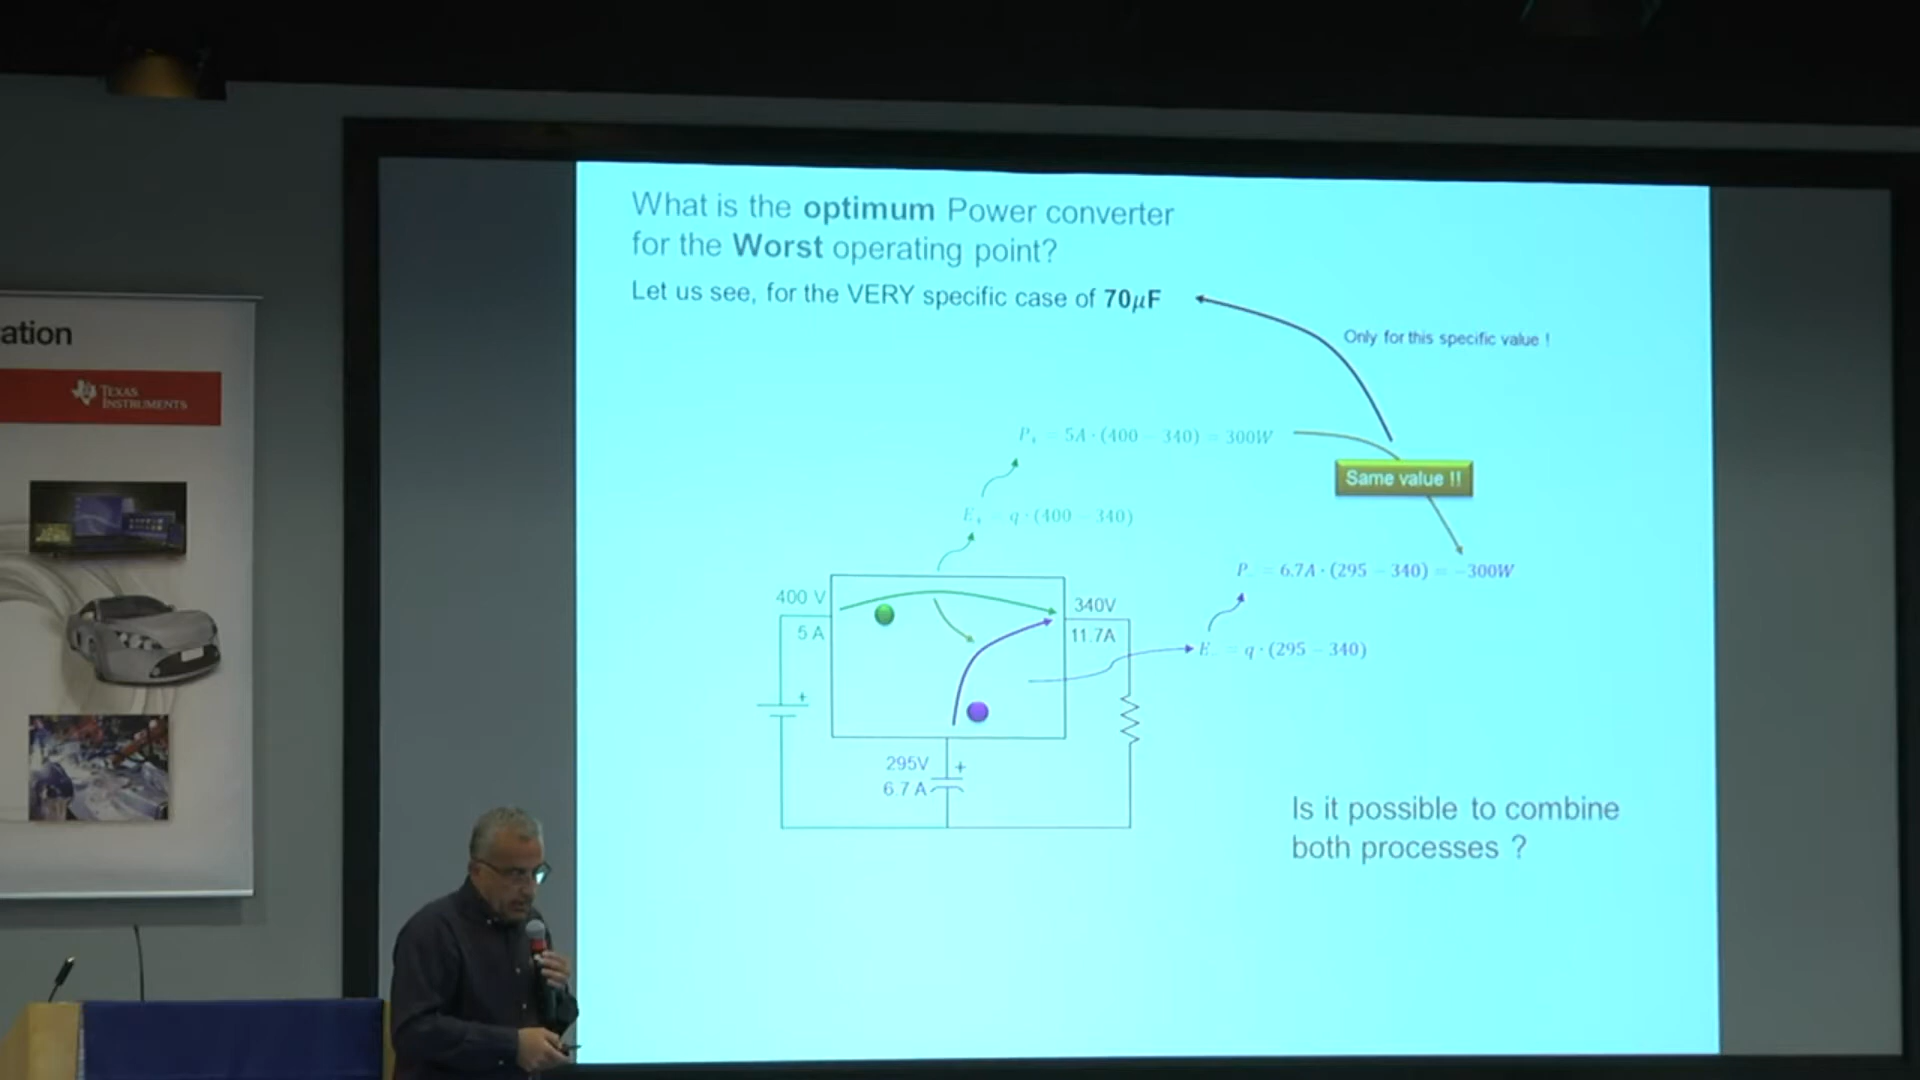 ation
TEXAS
INSTRUMENTS
What is the optimum Power converter
for the Worst operating point?
Let us see, for the VERY specific case of 70μF
Only for this specific value !
P₊ = 5A · (400 − 340) = 300W
Same value !!
E₊ = q · (400 − 340)
P₋ = 6.7A · (295 − 340) = −300W
400 V
5 A
340V
11.7A
E₋ = q · (295 − 340)
+
295V
+
6.7 A
Is it possible to combine
both processes ?